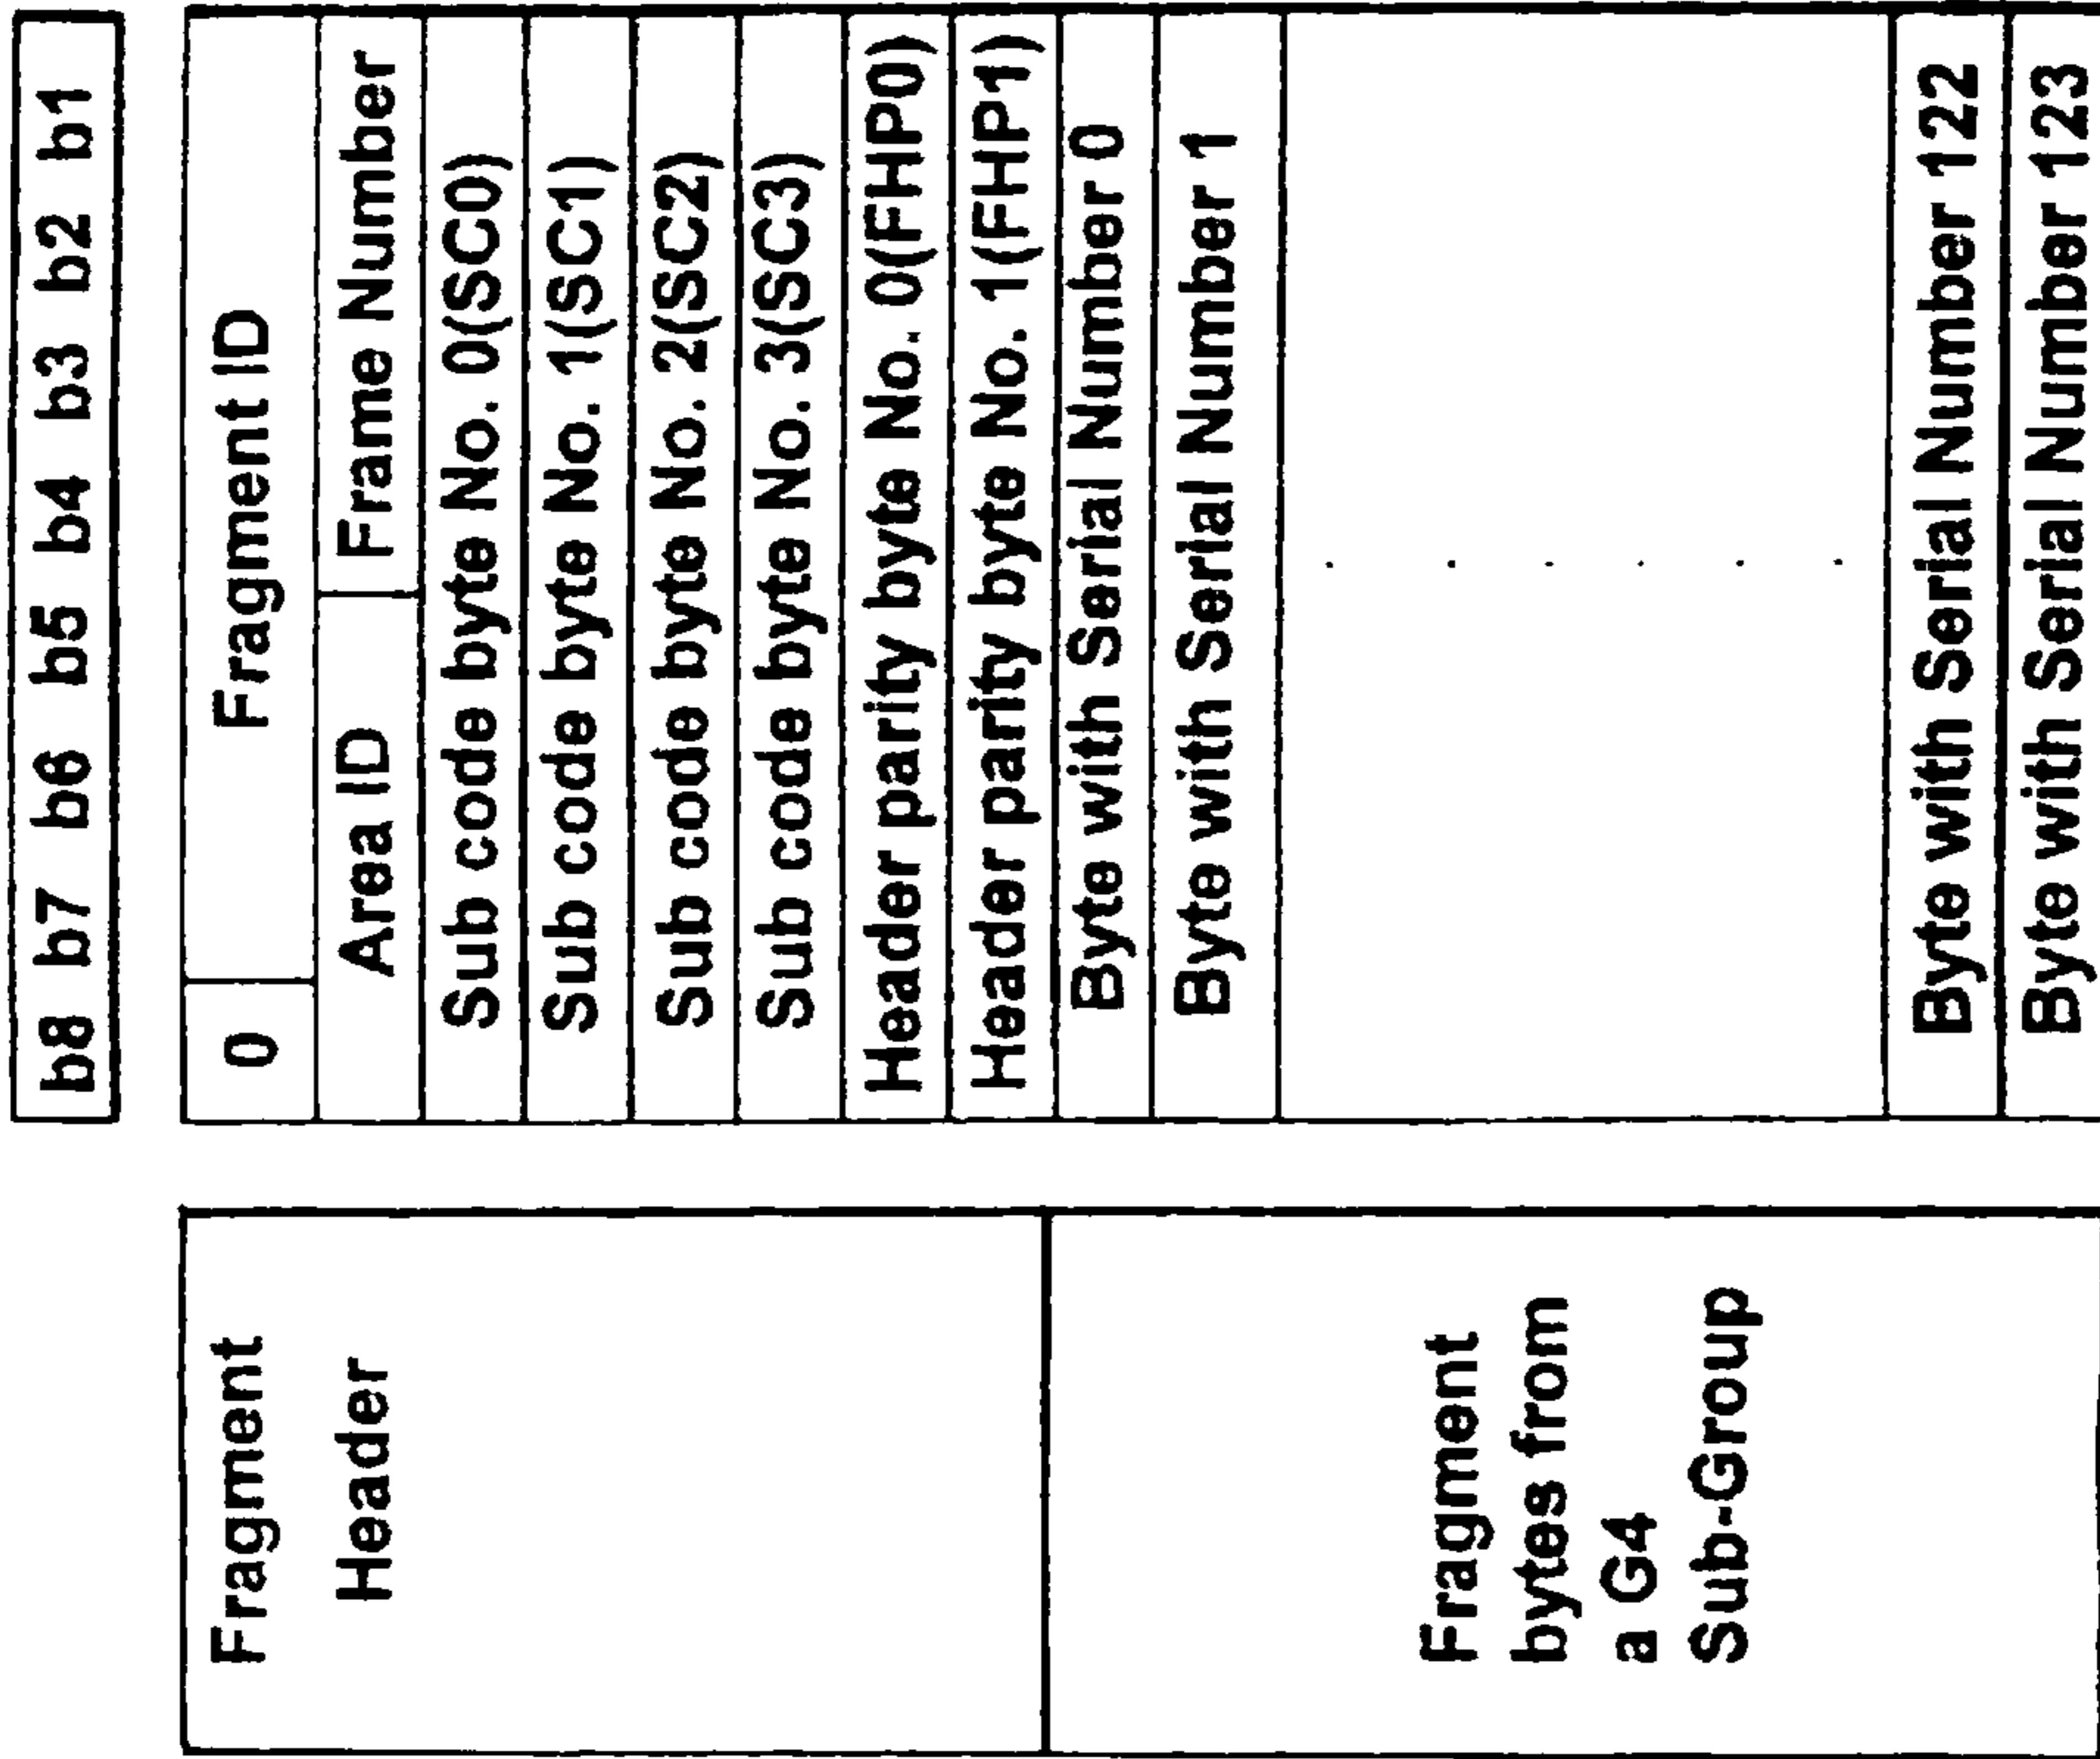 b8 b7 b6 b5 b4 b3 b2 b1
Fragment
Header
0 Fragment ID
Area ID Frame Number
Sub code byte No. 0(SC0)
Sub code byte No. 1(SC1)
Sub code byte No. 2(SC2)
Sub code byte No. 3(SC3)
Header parity byte No. 0(FHP0)
Header parity byte No. 1(FHP1)
Fragment
bytes from
a G4
Sub-Group
Byte with Serial Number 0
Byte with Serial Number 1
. . . . . .
Byte with Serial Number 122
Byte with Serial Number 123